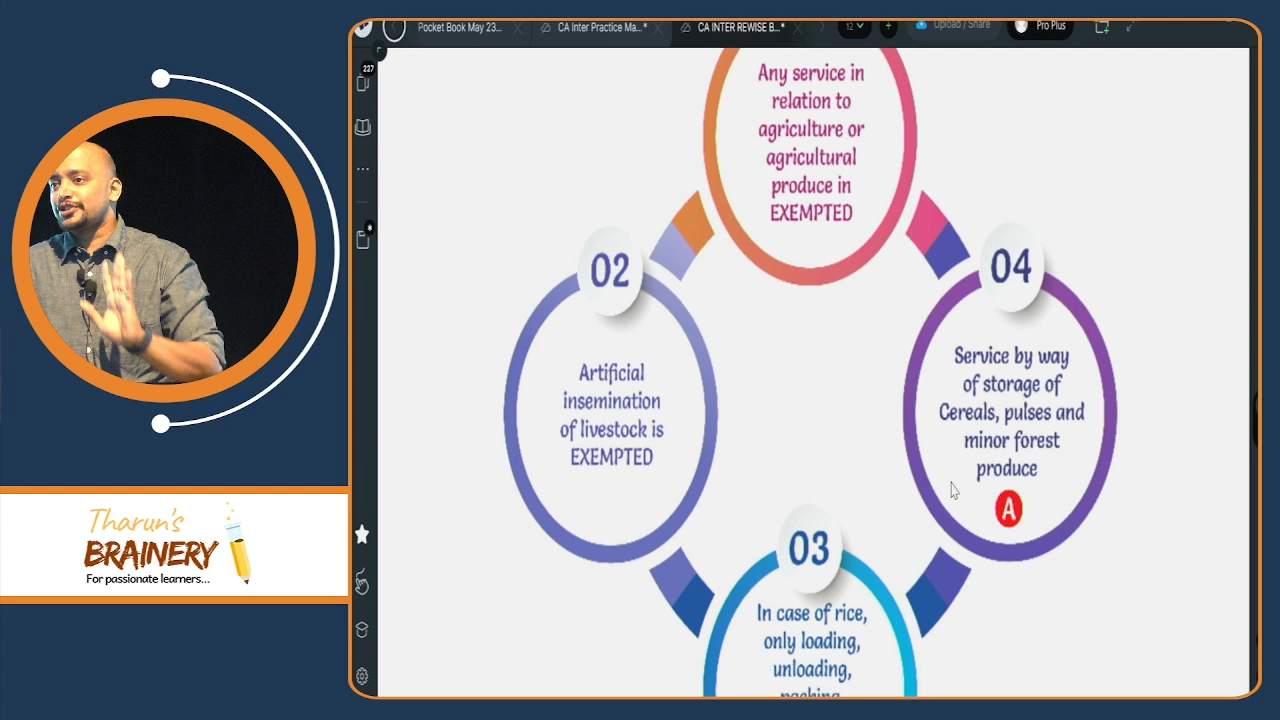 Pocket Book May 23...
CA Inter Practice Ma...*
CA INTER REWISE B...*
12
Upload / Share
Pro Plus
227
Any service in
relation to
agriculture or
agricultural
produce in
EXEMPTED
02
Artificial
insemination
of livestock is
EXEMPTED
04
Service by way
of storage of
Cereals, pulses and
minor forest
produce
A
03
In case of rice,
only loading,
unloading,
packing
Tharun's
BRAINERY
For passionate learners...